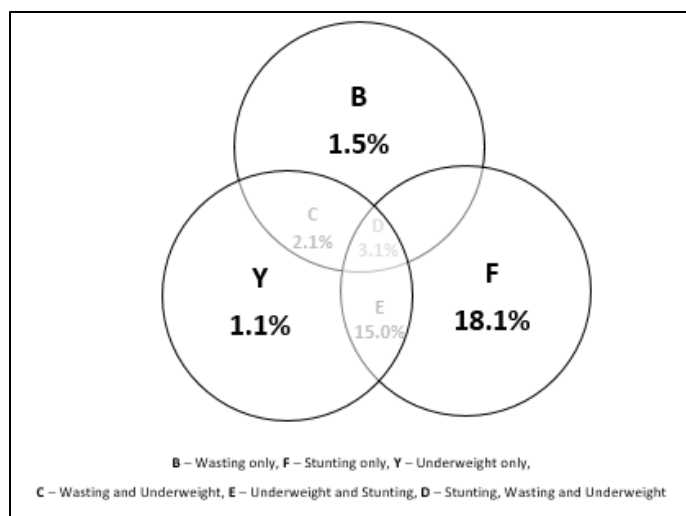 B
1.5%
C
2.1%
D
3.1%
Y
1.1%
E
15.0%
F
18.1%
B – Wasting only, F – Stunting only, Y – Underweight only,
C – Wasting and Underweight, E – Underweight and Stunting, D – Stunting, Wasting and Underweight